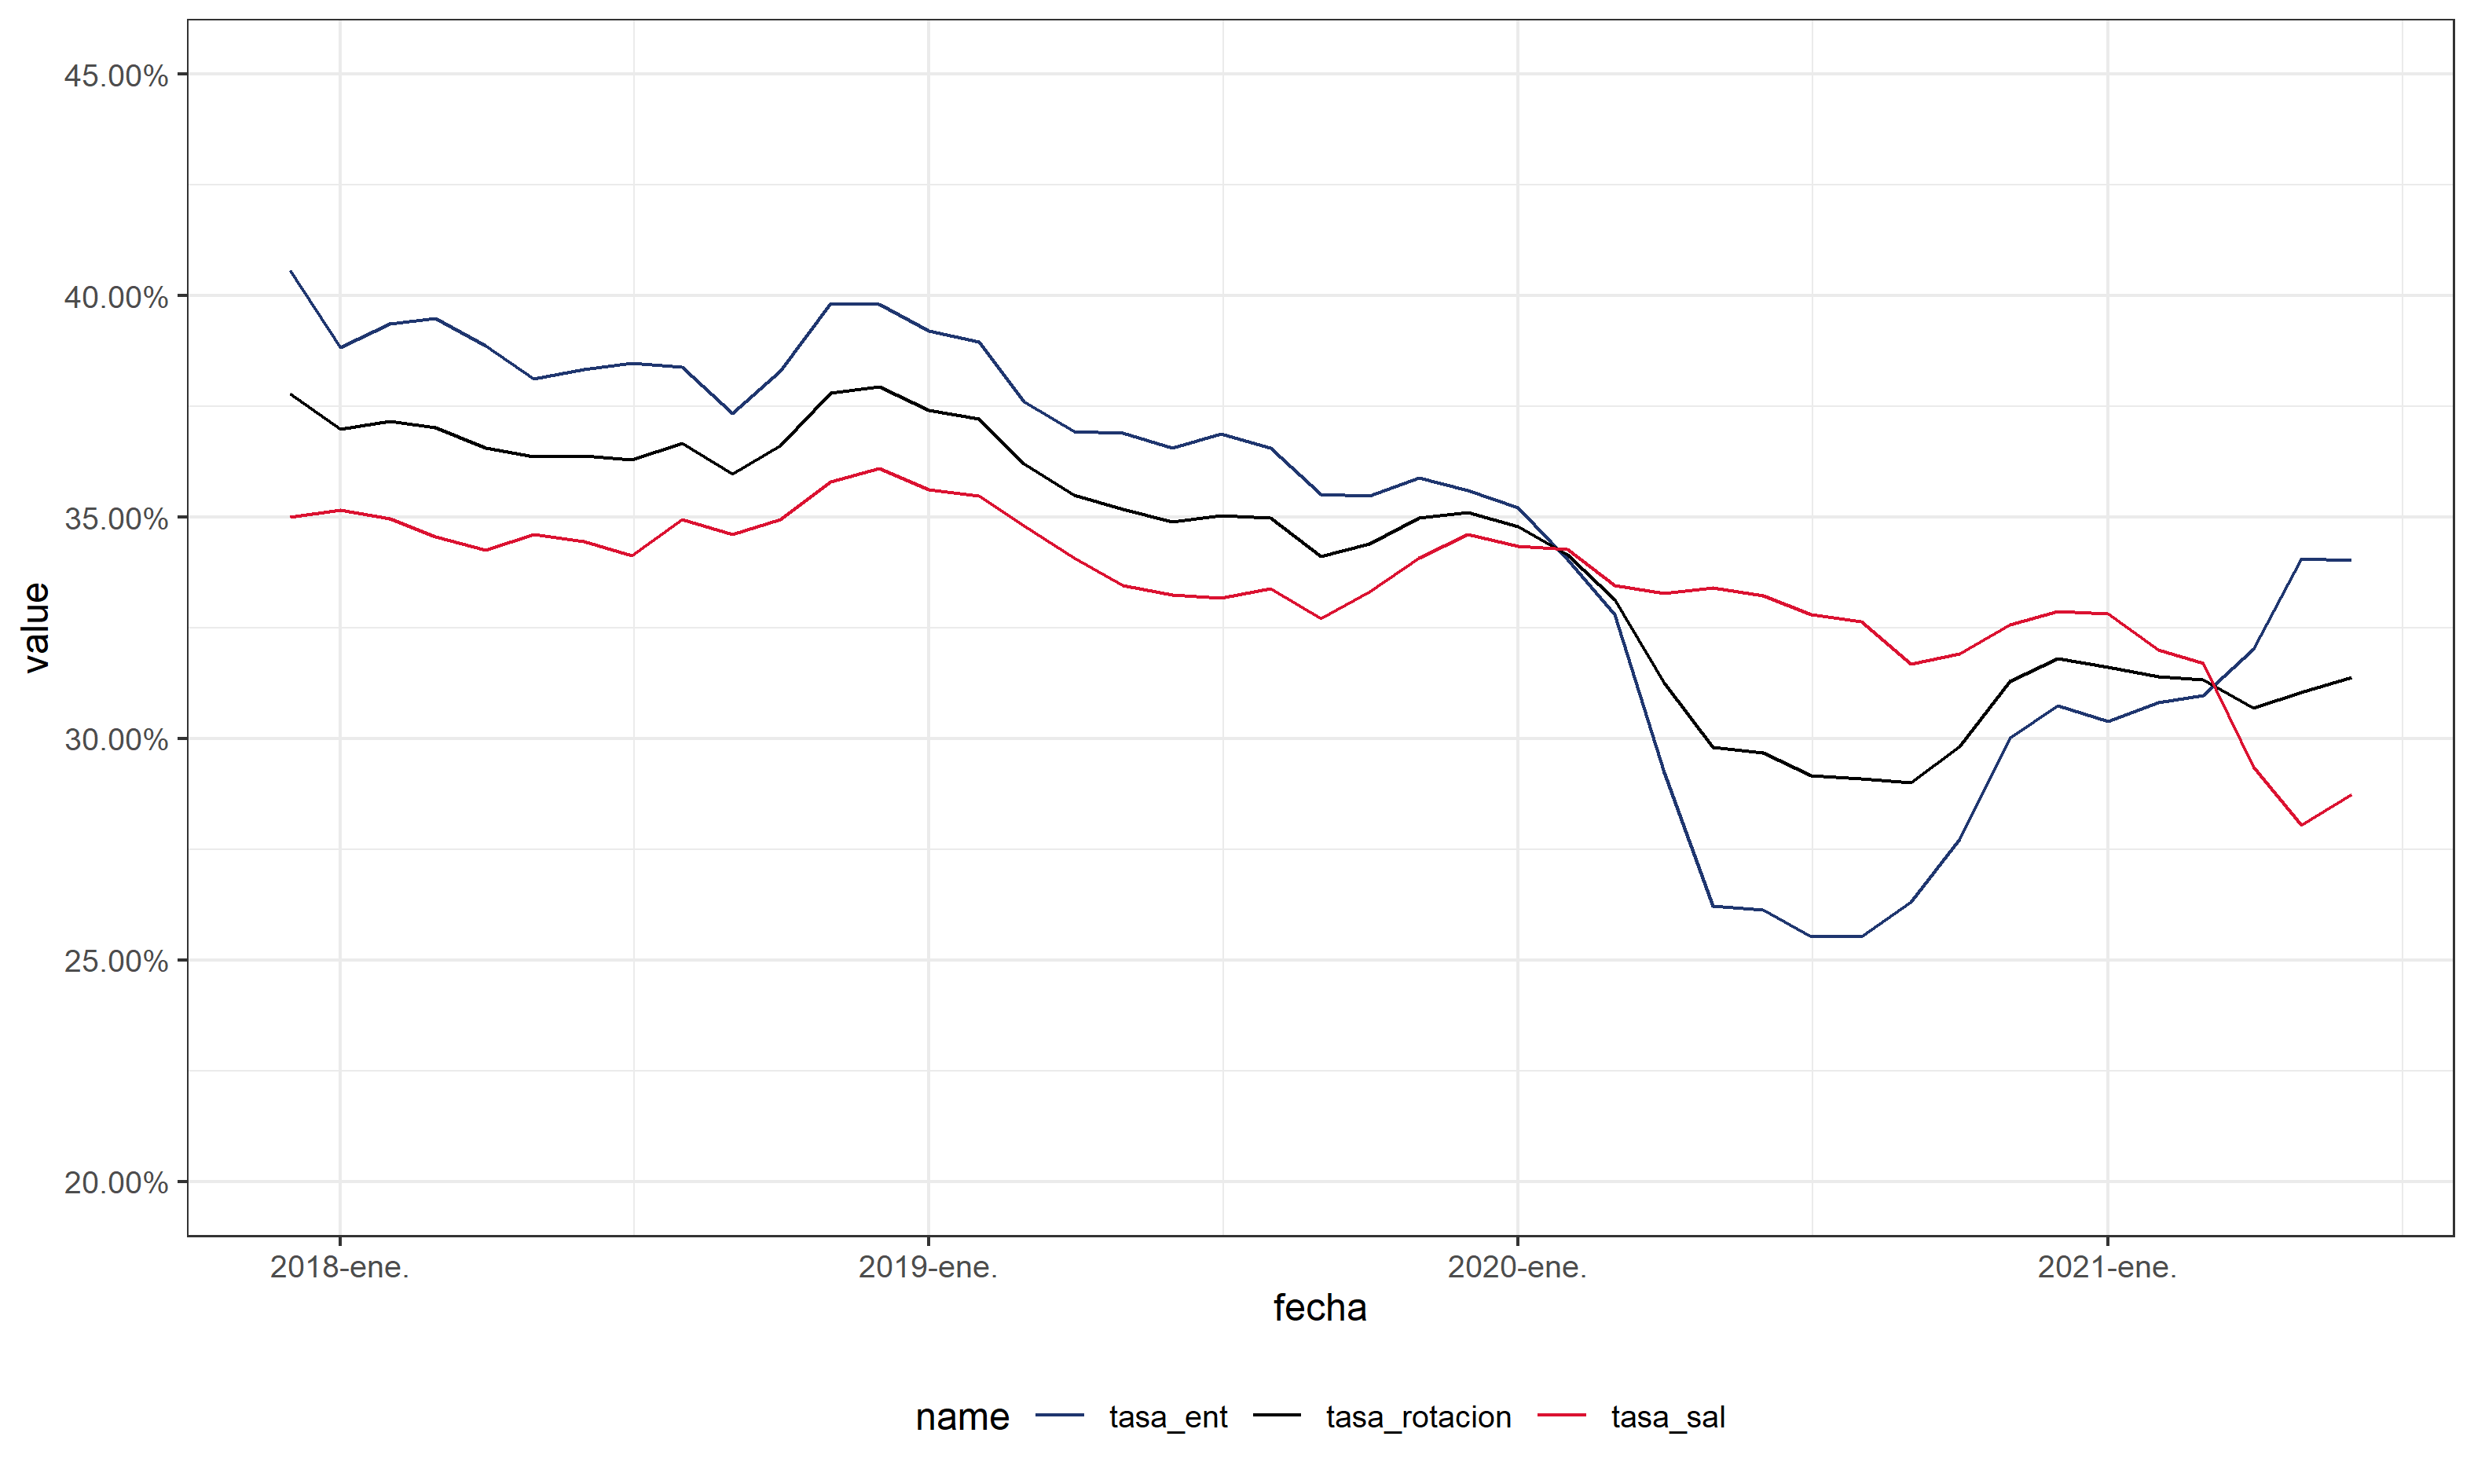 45.00%
40.00%
35.00%
30.00%
25.00%
20.00%
value
2018-ene.
2019-ene.
2020-ene.
2021-ene.
fecha
name tasa_ent tasa_rotacion tasa_sal